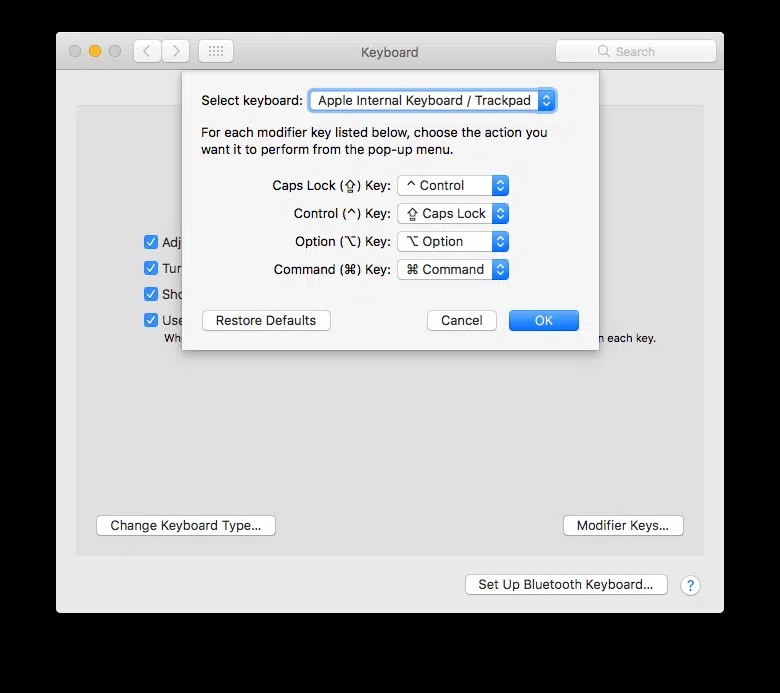 Keyboard
Search
Select keyboard: Apple Internal Keyboard / Trackpad
For each modifier key listed below, choose the action you
want it to perform from the pop-up menu.
Caps Lock (⇪) Key: ⌃ Control
Control (⌃) Key: ⇪ Caps Lock
Option (⌥) Key: ⌥ Option
Command (⌘) Key: ⌘ Command
Adj
Tur
Sho
Use
Wh
n each key.
Restore Defaults Cancel OK
Change Keyboard Type... Modifier Keys...
Set Up Bluetooth Keyboard... ?